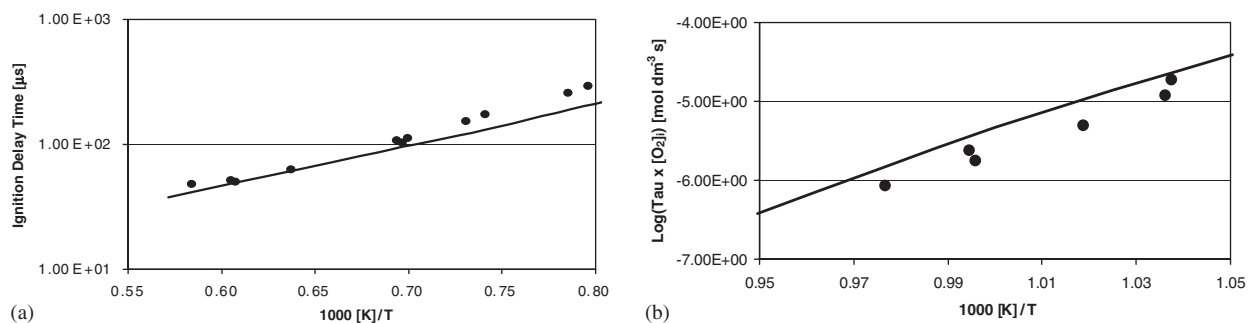 1.00 E+03
1.00 E+02
1.00 E+01
Ignition Delay Time [µs]
0.55 0.60 0.65 0.70 0.75 0.80
1000 [K]/T
(a)
-4.00E+00
-5.00E+00
-6.00E+00
-7.00E+00
Log(Tau x [O2]i) [mol dm-3 s]
0.95 0.97 0.99 1.01 1.03 1.05
1000 [K]/T
(b)